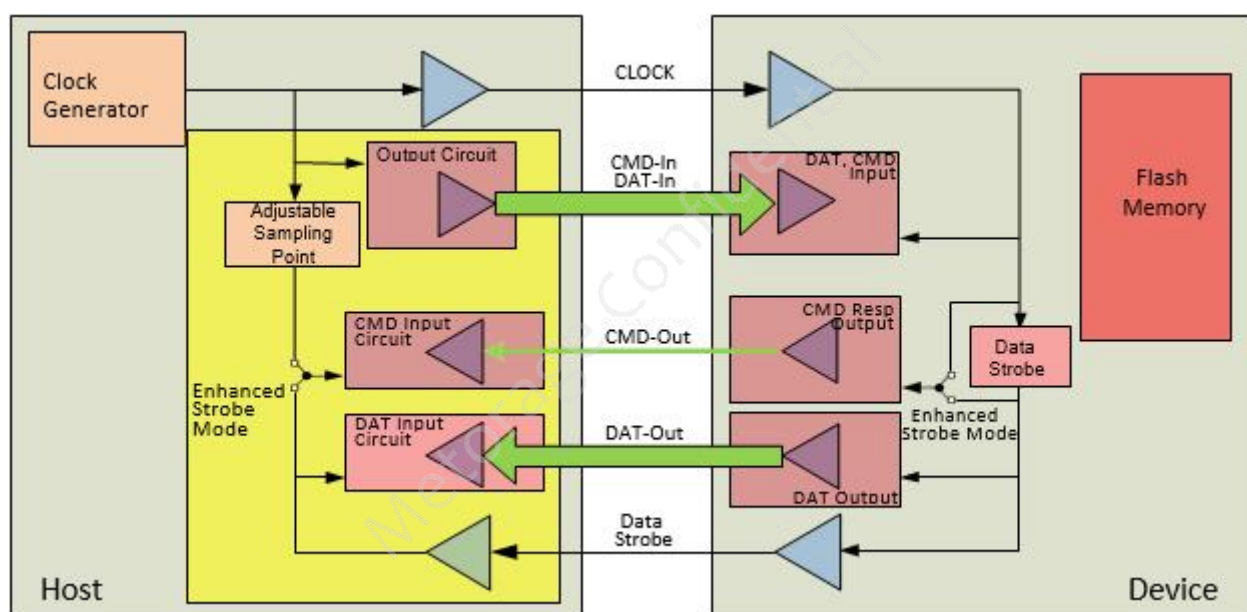 Clock
Generator
CLOCK
Output Circuit
CMD-In
DAT-In
DAT, CMD
Input
Flash
Memory
Adjustable
Sampling
Point
CMD Input
Circuit
CMD-Out
CMD Resp
Output
Data
Strobe
Enhanced
Strobe
Mode
DAT Input
Circuit
DAT-Out
Enhanced
Strobe Mode
DAT Output
Data
Strobe
Host
Device
Metorage Confidential